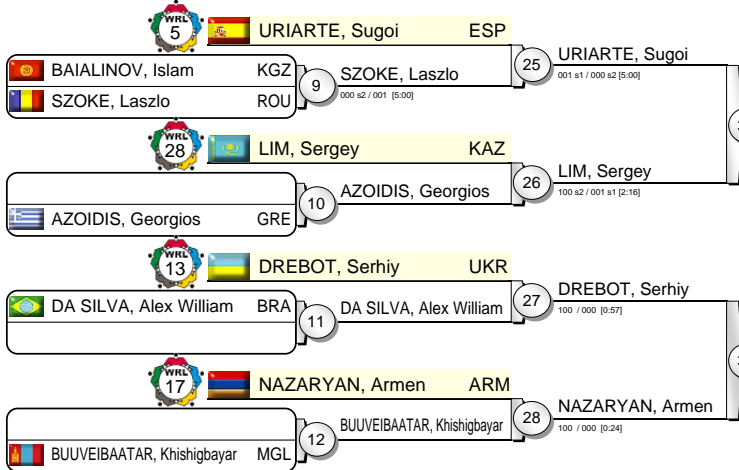 WRL
5
URIARTE, Sugoi ESP
25
URIARTE, Sugoi
001 s1 / 000 s2 [5:00]
BAIALINOV, Islam KGZ
9
SZOKE, Laszlo
000 s2 / 001 [5:00]
SZOKE, Laszlo ROU
WRL
28
LIM, Sergey KAZ
26
LIM, Sergey
100 s2 / 001 s1 [2:16]
10
AZOIDIS, Georgios
AZOIDIS, Georgios GRE
WRL
13
DREBOT, Serhiy UKR
27
DREBOT, Serhiy
100 / 000 [0:57]
DA SILVA, Alex William BRA
11
DA SILVA, Alex William
WRL
17
NAZARYAN, Armen ARM
28
NAZARYAN, Armen
100 / 000 [0:24]
12
BUUVEIBAATAR, Khishigbayar
BUUVEIBAATAR, Khishigbayar MGL